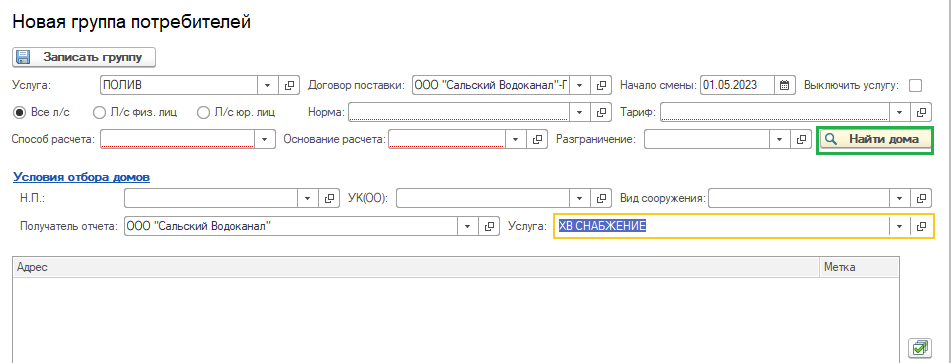 Новая группа потребителей
Записать группу
Услуга: ПОЛИВ Договор поставки: ООО "Сальский Водоканал"-Г Начало смены: 01.05.2023 Выключить услугу:
Все л/с Л/с физ. лиц Л/с юр. лиц Норма: Тариф:
Способ расчета: Основание расчета: Разграничение: Найти дома
Условия отбора домов
Н.П.: УК(ОО): Вид сооружения:
Получатель отчета: ООО "Сальский Водоканал" Услуга: ХВ СНАБЖЕНИЕ
Адрес Метка